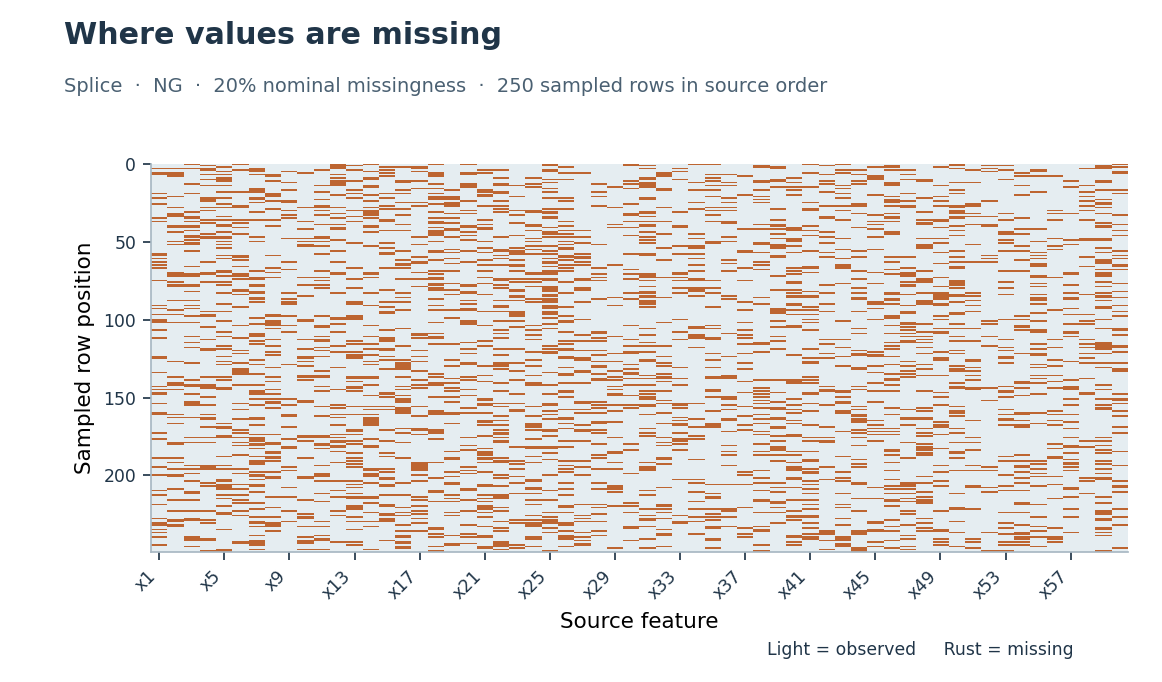 Where values are missing
Splice · NG · 20% nominal missingness · 250 sampled rows in source order
0
50
100
150
200
Sampled row position
x1 x5 x9 x13 x17 x21 x25 x29 x33 x37 x41 x45 x49 x53 x57
Source feature
Light = observed Rust = missing